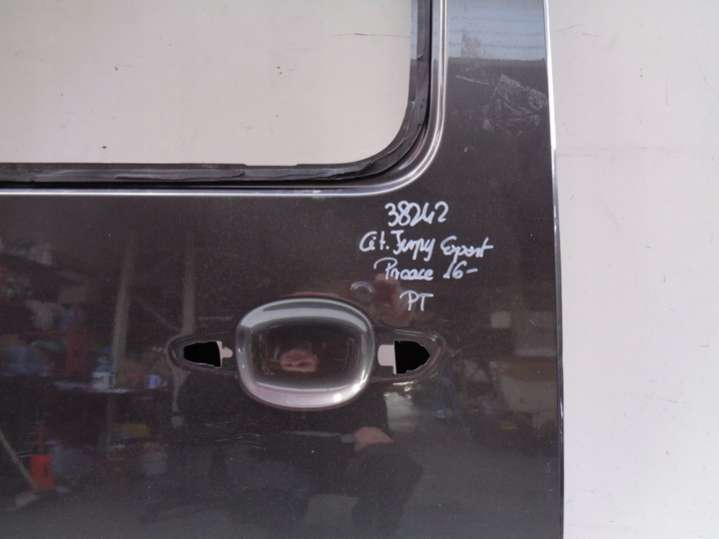 38242
Cit. Jumpy Expert
Proace 16-
PT